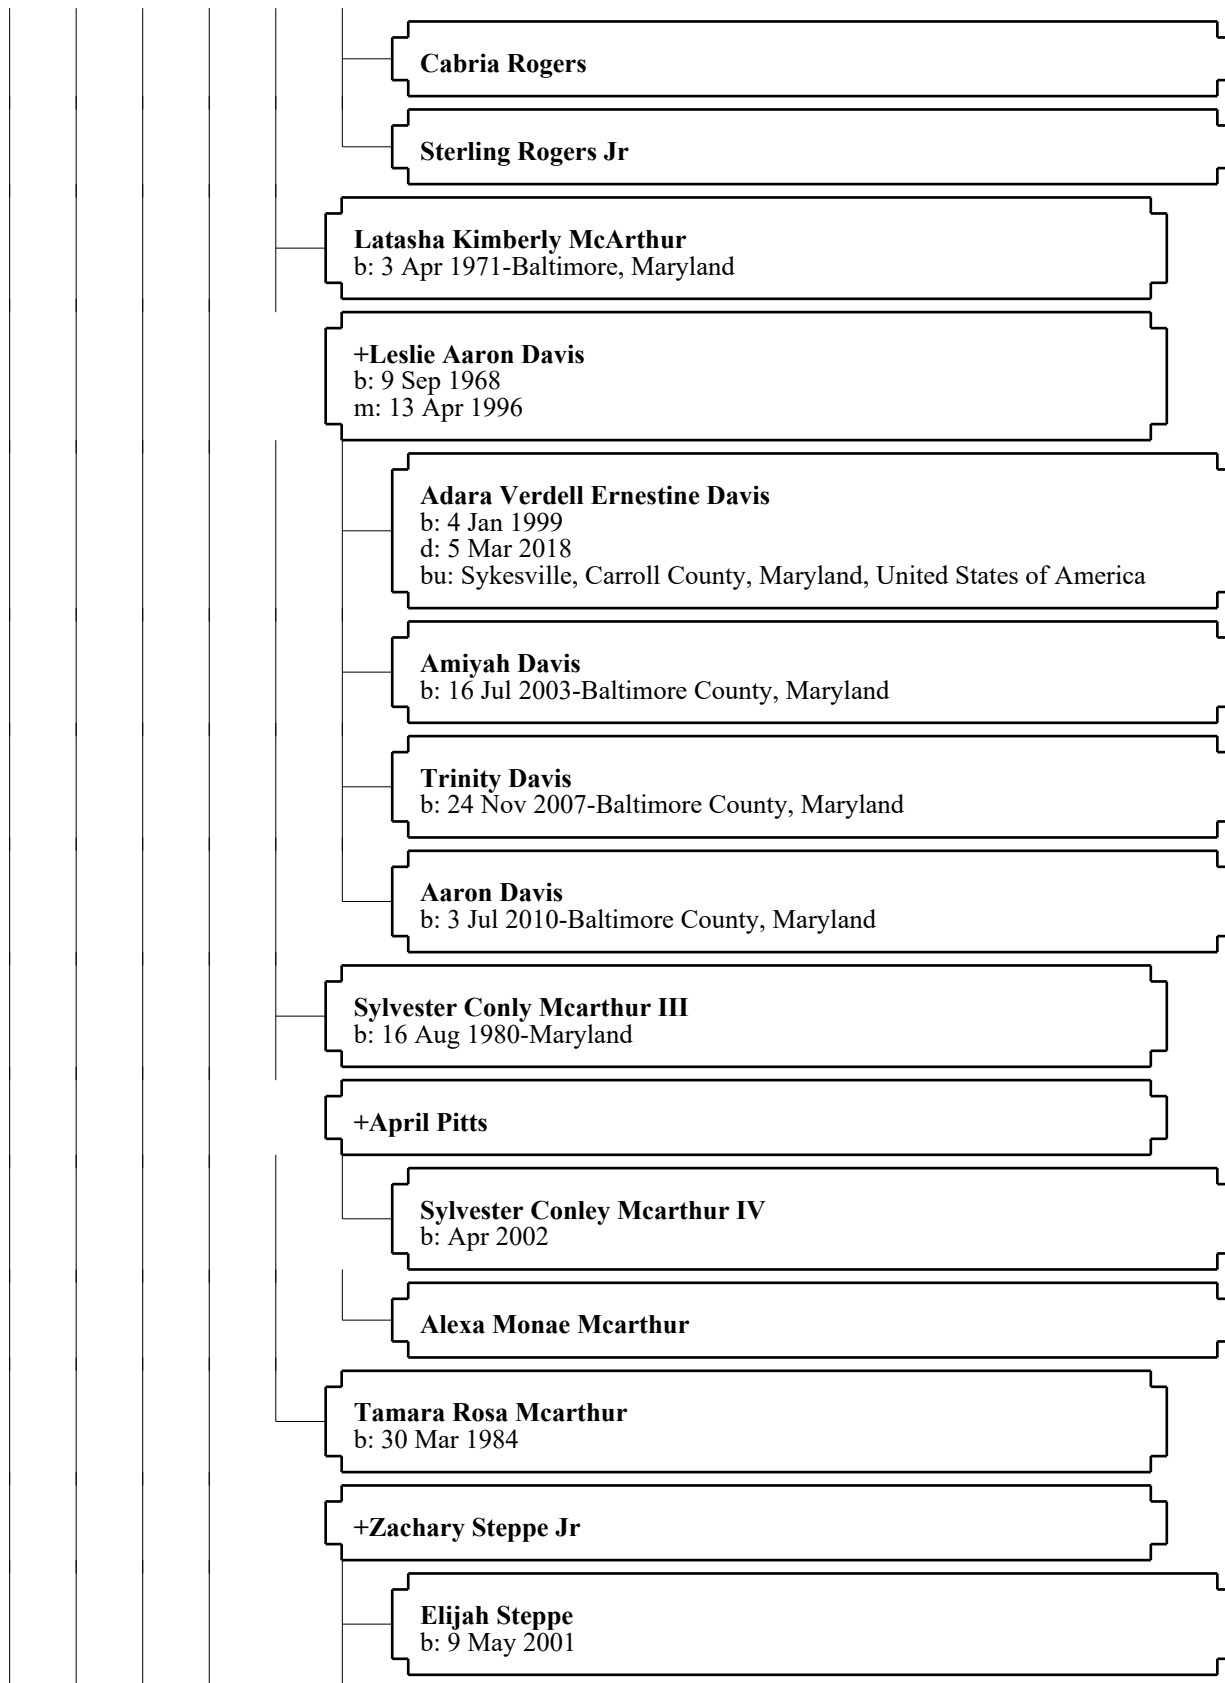 Cabria Rogers
Sterling Rogers Jr
Latasha Kimberly McArthur
b: 3 Apr 1971-Baltimore, Maryland
+Leslie Aaron Davis
b: 9 Sep 1968
m: 13 Apr 1996
Adara Verdell Ernestine Davis
b: 4 Jan 1999
d: 5 Mar 2018
bu: Sykesville, Carroll County, Maryland, United States of America
Amiyah Davis
b: 16 Jul 2003-Baltimore County, Maryland
Trinity Davis
b: 24 Nov 2007-Baltimore County, Maryland
Aaron Davis
b: 3 Jul 2010-Baltimore County, Maryland
Sylvester Conly Mcarthur III
b: 16 Aug 1980-Maryland
+April Pitts
Sylvester Conley Mcarthur IV
b: Apr 2002
Alexa Monae Mcarthur
Tamara Rosa Mcarthur
b: 30 Mar 1984
+Zachary Steppe Jr
Elijah Steppe
b: 9 May 2001